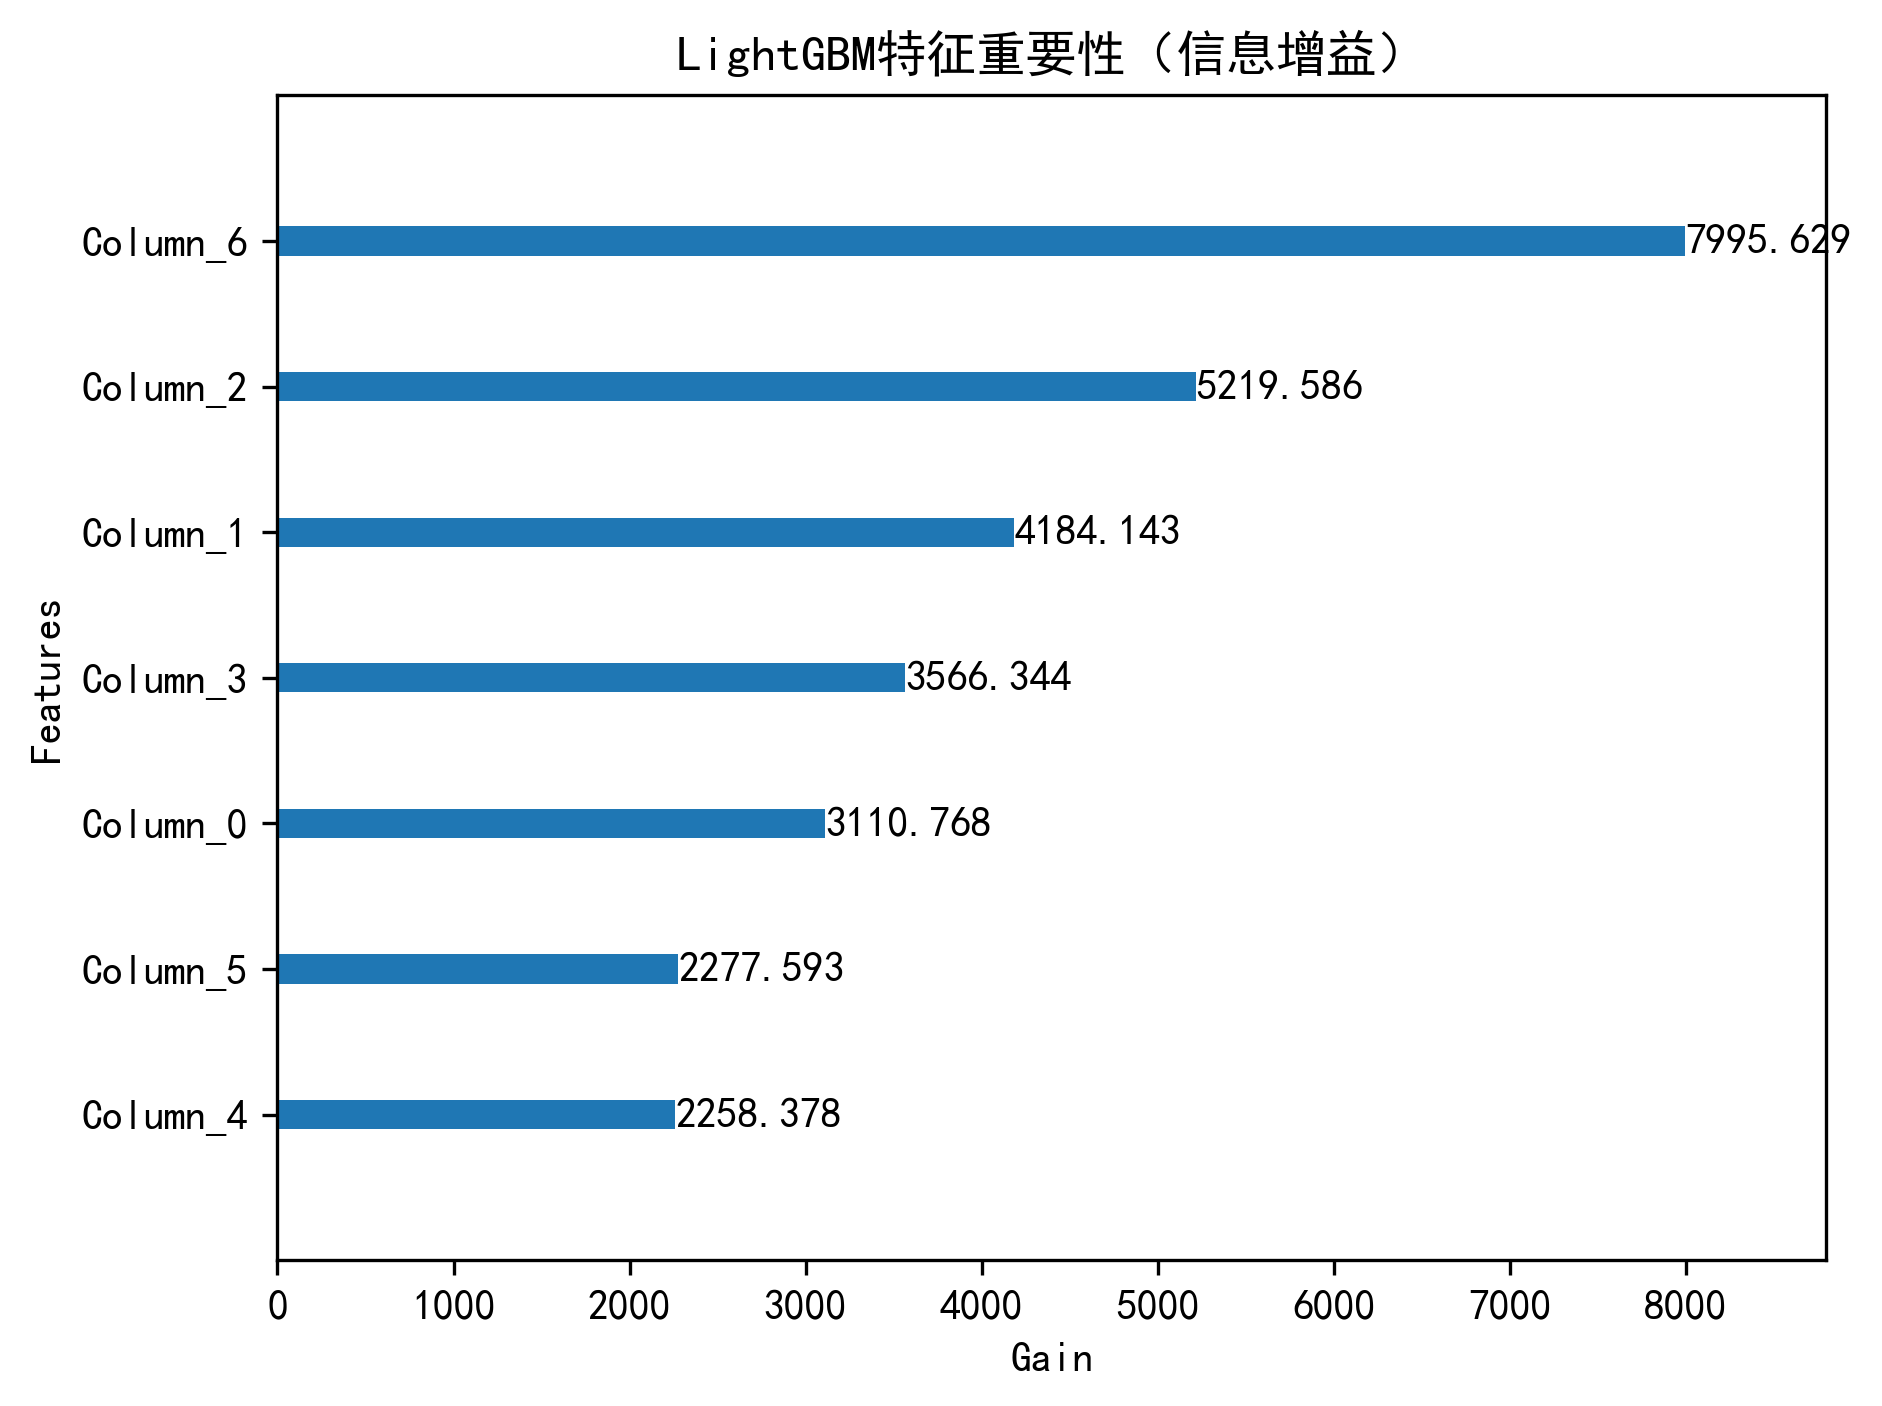 LightGBM特征重要性（信息增益）
Column_6
7995.629
Column_2
5219.586
Column_1
4184.143
Column_3
3566.344
Column_0
3110.768
Column_5
2277.593
Column_4
2258.378
Features
0 1000 2000 3000 4000 5000 6000 7000 8000
Gain